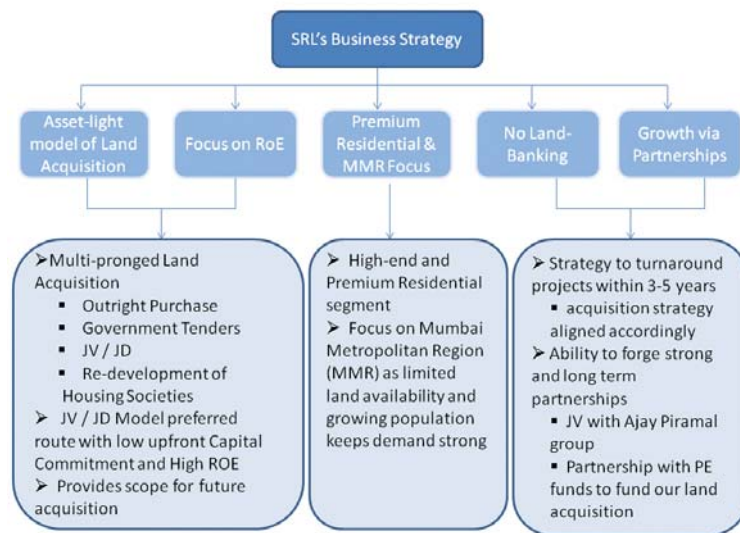 SRL's Business Strategy
Asset-light
model of Land
Acquisition
Focus on RoE
Premium
Residential &
MMR Focus
No Land-
Banking
Growth via
Partnerships
➤Multi-pronged Land
Acquisition
▪ Outright Purchase
▪ Government Tenders
▪ JV / JD
▪ Re-development of
Housing Societies
➤ JV / JD Model preferred
route with low upfront Capital
Commitment and High ROE
➤ Provides scope for future
acquisition
➤ High-end and
Premium Residential
segment
➤ Focus on Mumbai
Metropolitan Region
(MMR) as limited
land availability and
growing population
keeps demand strong
➤ Strategy to turnaround
projects within 3-5 years
▪ acquisition strategy
aligned accordingly
➤ Ability to forge strong
and long term
partnerships
▪ JV with Ajay Piramal
group
▪ Partnership with PE
funds to fund our land
acquisition